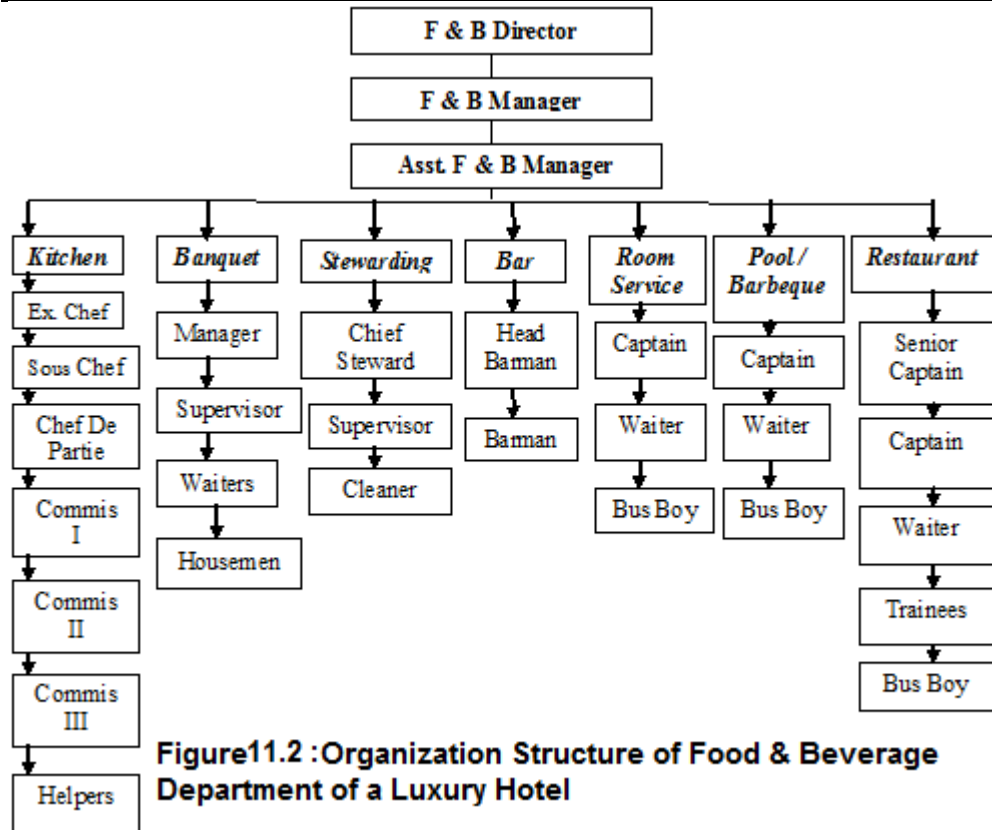 F & B Director
F & B Manager
Asst. F & B Manager
Kitchen
Ex. Chef
Sous Chef
Chef De
Partie
Commis
I
Commis
II
Commis
III
Helpers
Banquet
Manager
Supervisor
Waiters
Housemen
Stewarding
Chief
Steward
Supervisor
Cleaner
Bar
Head
Barman
Barman
Room
Service
Captain
Waiter
Bus Boy
Pool /
Barbeque
Captain
Waiter
Bus Boy
Restaurant
Senior
Captain
Captain
Waiter
Trainees
Bus Boy
Figure11.2 :Organization Structure of Food & Beverage
Department of a Luxury Hotel